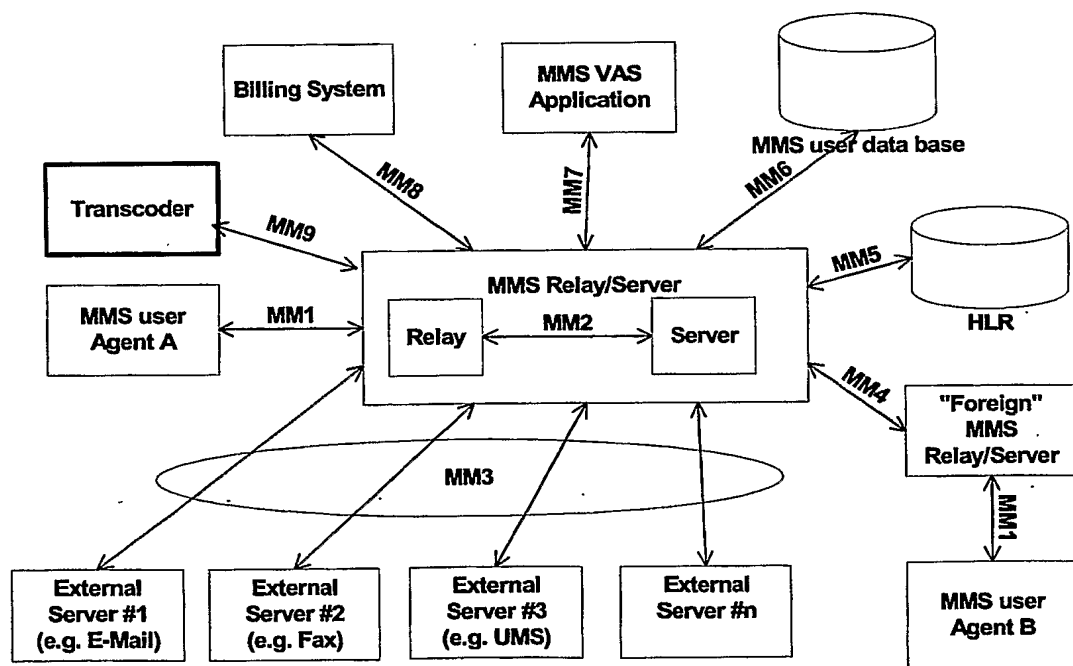 Billing System
MMS VAS
Application
MMS user data base
MM8
MM7
MM6
Transcoder
MM9
MM5
HLR
MMS Relay/Server
MMS user
Agent A
MM1
Relay
MM2
Server
MM4
"Foreign"
MMS
Relay/Server
MM3
MM1
External
Server #1
(e.g. E-Mail)
External
Server #2
(e.g. Fax)
External
Server #3
(e.g. UMS)
External
Server #n
MMS user
Agent B